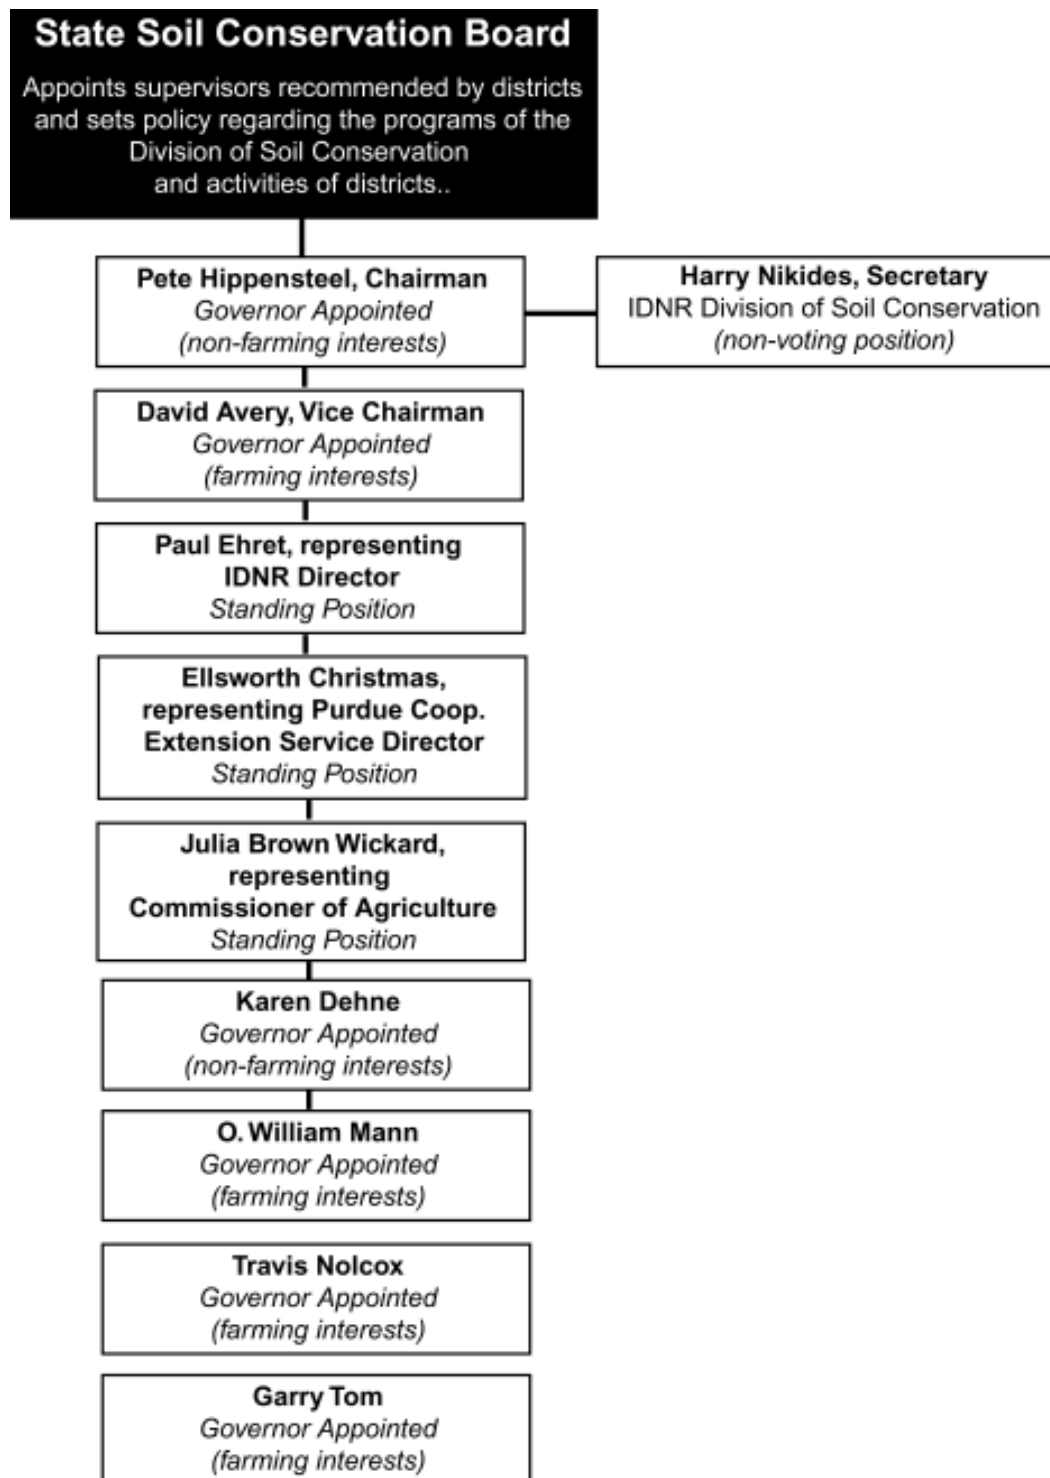 State Soil Conservation Board
Appoints supervisors recommended by districts
and sets policy regarding the programs of the
Division of Soil Conservation
and activities of districts..
Pete Hippensteel, Chairman
Governor Appointed
(non-farming interests)
Harry Nikides, Secretary
IDNR Division of Soil Conservation
(non-voting position)
David Avery, Vice Chairman
Governor Appointed
(farming interests)
Paul Ehret, representing
IDNR Director
Standing Position
Ellsworth Christmas,
representing Purdue Coop.
Extension Service Director
Standing Position
Julia Brown Wickard,
representing
Commissioner of Agriculture
Standing Position
Karen Dehne
Governor Appointed
(non-farming interests)
O. William Mann
Governor Appointed
(farming interests)
Travis Nolcox
Governor Appointed
(farming interests)
Garry Tom
Governor Appointed
(farming interests)